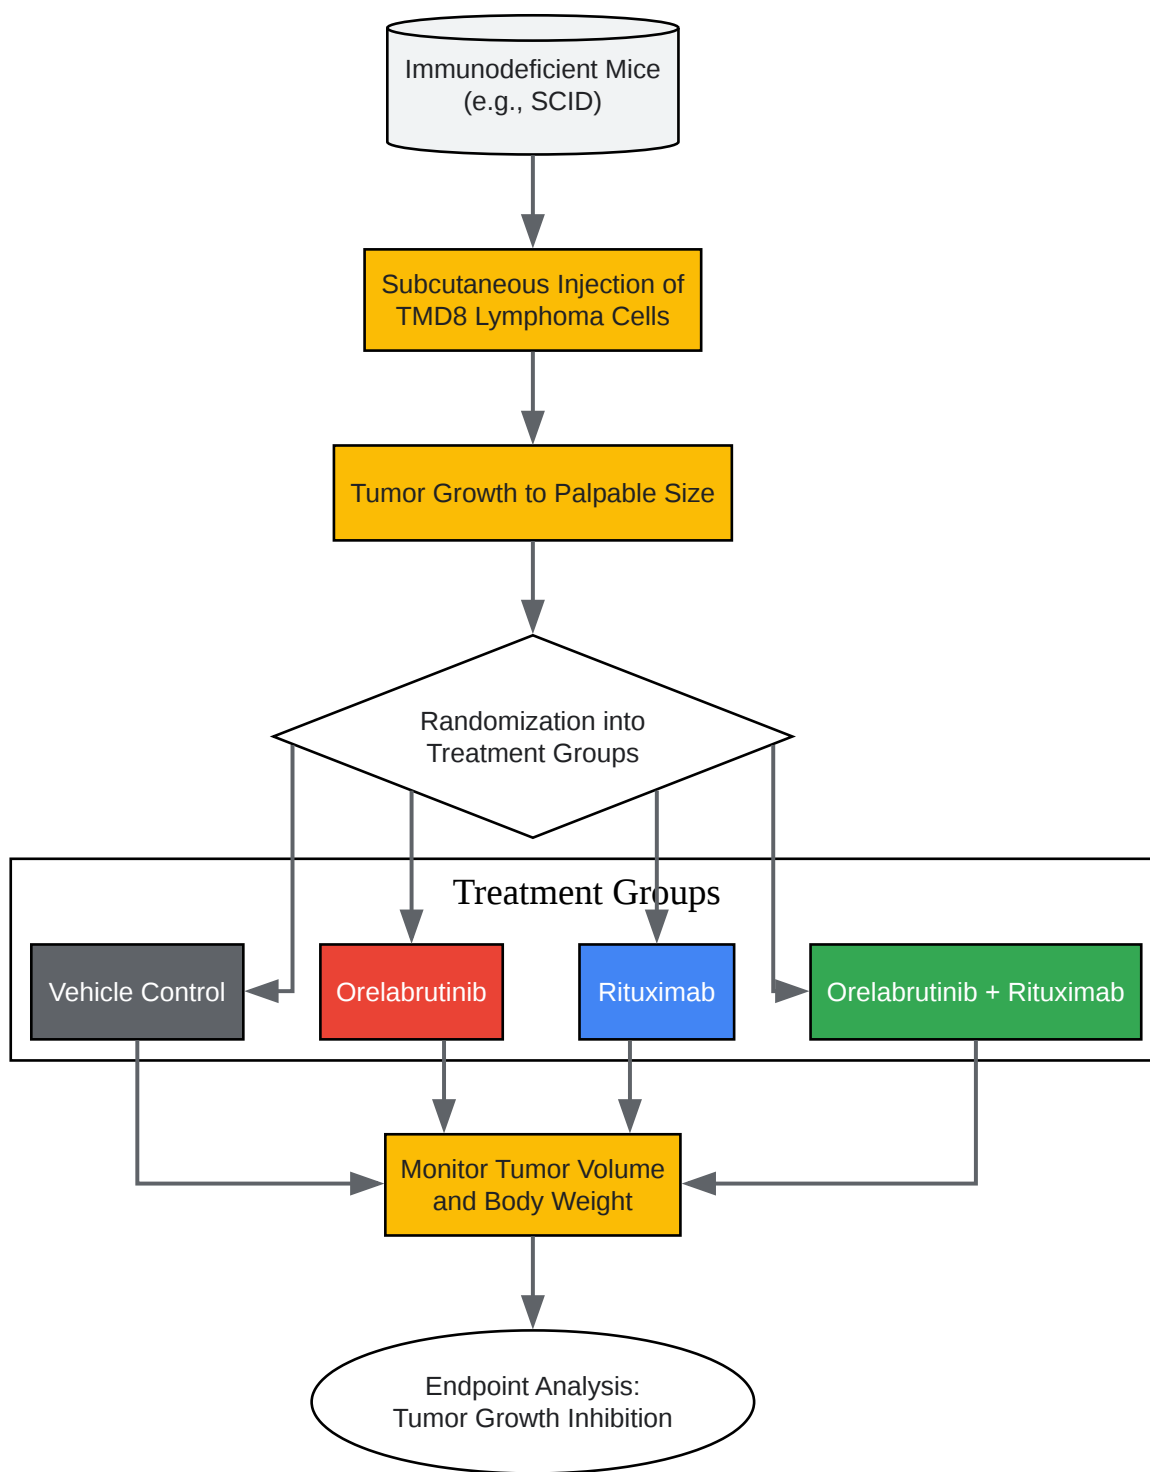 Immunodeficient Mice
(e.g., SCID)
Subcutaneous Injection of
TMD8 Lymphoma Cells
Tumor Growth to Palpable Size
Randomization into
Treatment Groups
Treatment Groups
Vehicle Control
Orelabrutinib
Rituximab
Orelabrutinib + Rituximab
Monitor Tumor Volume
and Body Weight
Endpoint Analysis:
Tumor Growth Inhibition